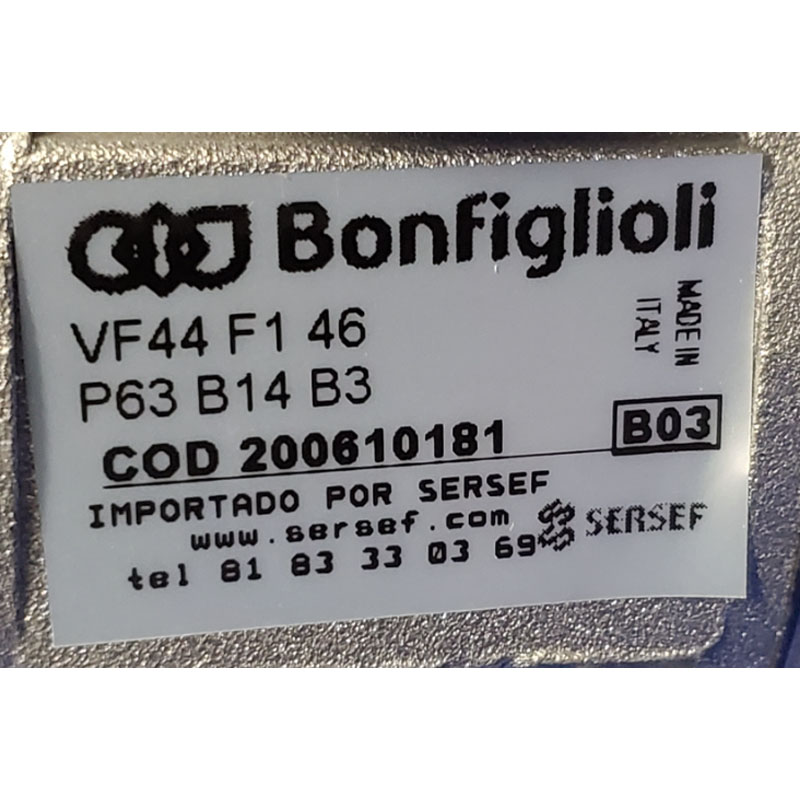 Bonfiglioli
MADE IN
ITALY
VF44 F1 46
P63 B14 B3
COD 200610181
B03
IMPORTADO POR SERSEF
www.sersef.com
SERSEF
tel 81 83 33 03 69